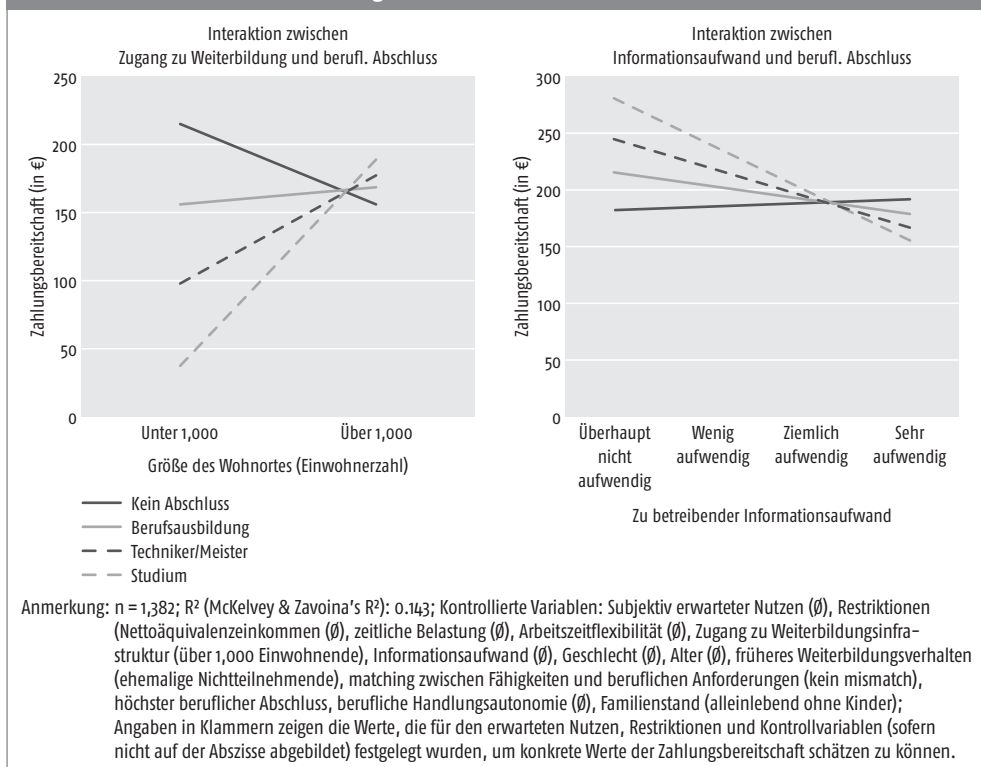 Interaktion zwischen
Zugang zu Weiterbildung und berufl. Abschluss
250
200
150
100
50
0
Zahlungsbereitschaft (in €)
Unter 1,000
Über 1,000
Größe des Wohnortes (Einwohnerzahl)
Kein Abschluss
Berufsausbildung
Techniker/Meister
Studium
Interaktion zwischen
Informationsaufwand und berufl. Abschluss
300
250
200
150
100
50
0
Zahlungsbereitschaft (in €)
Überhaupt
nicht
aufwendig
Wenig
aufwendig
Ziemlich
aufwendig
Sehr
aufwendig
Zu betreibender Informationsaufwand
Anmerkung: n = 1,382; R² (McKelvey & Zavoina's R²): 0.143; Kontrollierte Variablen: Subjektiv erwarteter Nutzen (Ø), Restriktionen
(Nettoäquivalenzeinkommen (Ø), zeitliche Belastung (Ø), Arbeitszeitflexibilität (Ø), Zugang zu Weiterbildungsinfra-
struktur (über 1,000 Einwohnende), Informationsaufwand (Ø), Geschlecht (Ø), Alter (Ø), früheres Weiterbildungsverhalten
(ehemalige Nichtteilnehmende), matching zwischen Fähigkeiten und beruflichen Anforderungen (kein mismatch),
höchster beruflicher Abschluss, berufliche Handlungsautonomie (Ø), Familienstand (alleinlebend ohne Kinder);
Angaben in Klammern zeigen die Werte, die für den erwarteten Nutzen, Restriktionen und Kontrollvariablen (sofern
nicht auf der Abszisse abgebildet) festgelegt wurden, um konkrete Werte der Zahlungsbereitschaft schätzen zu können.